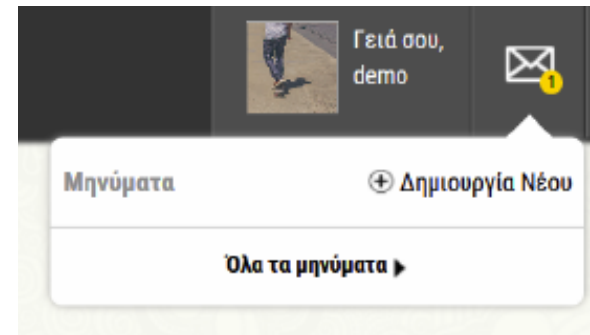 Γειά σου,
demo
1
Μηνύματα
Δημιουργία Νέου
Όλα τα μηνύματα